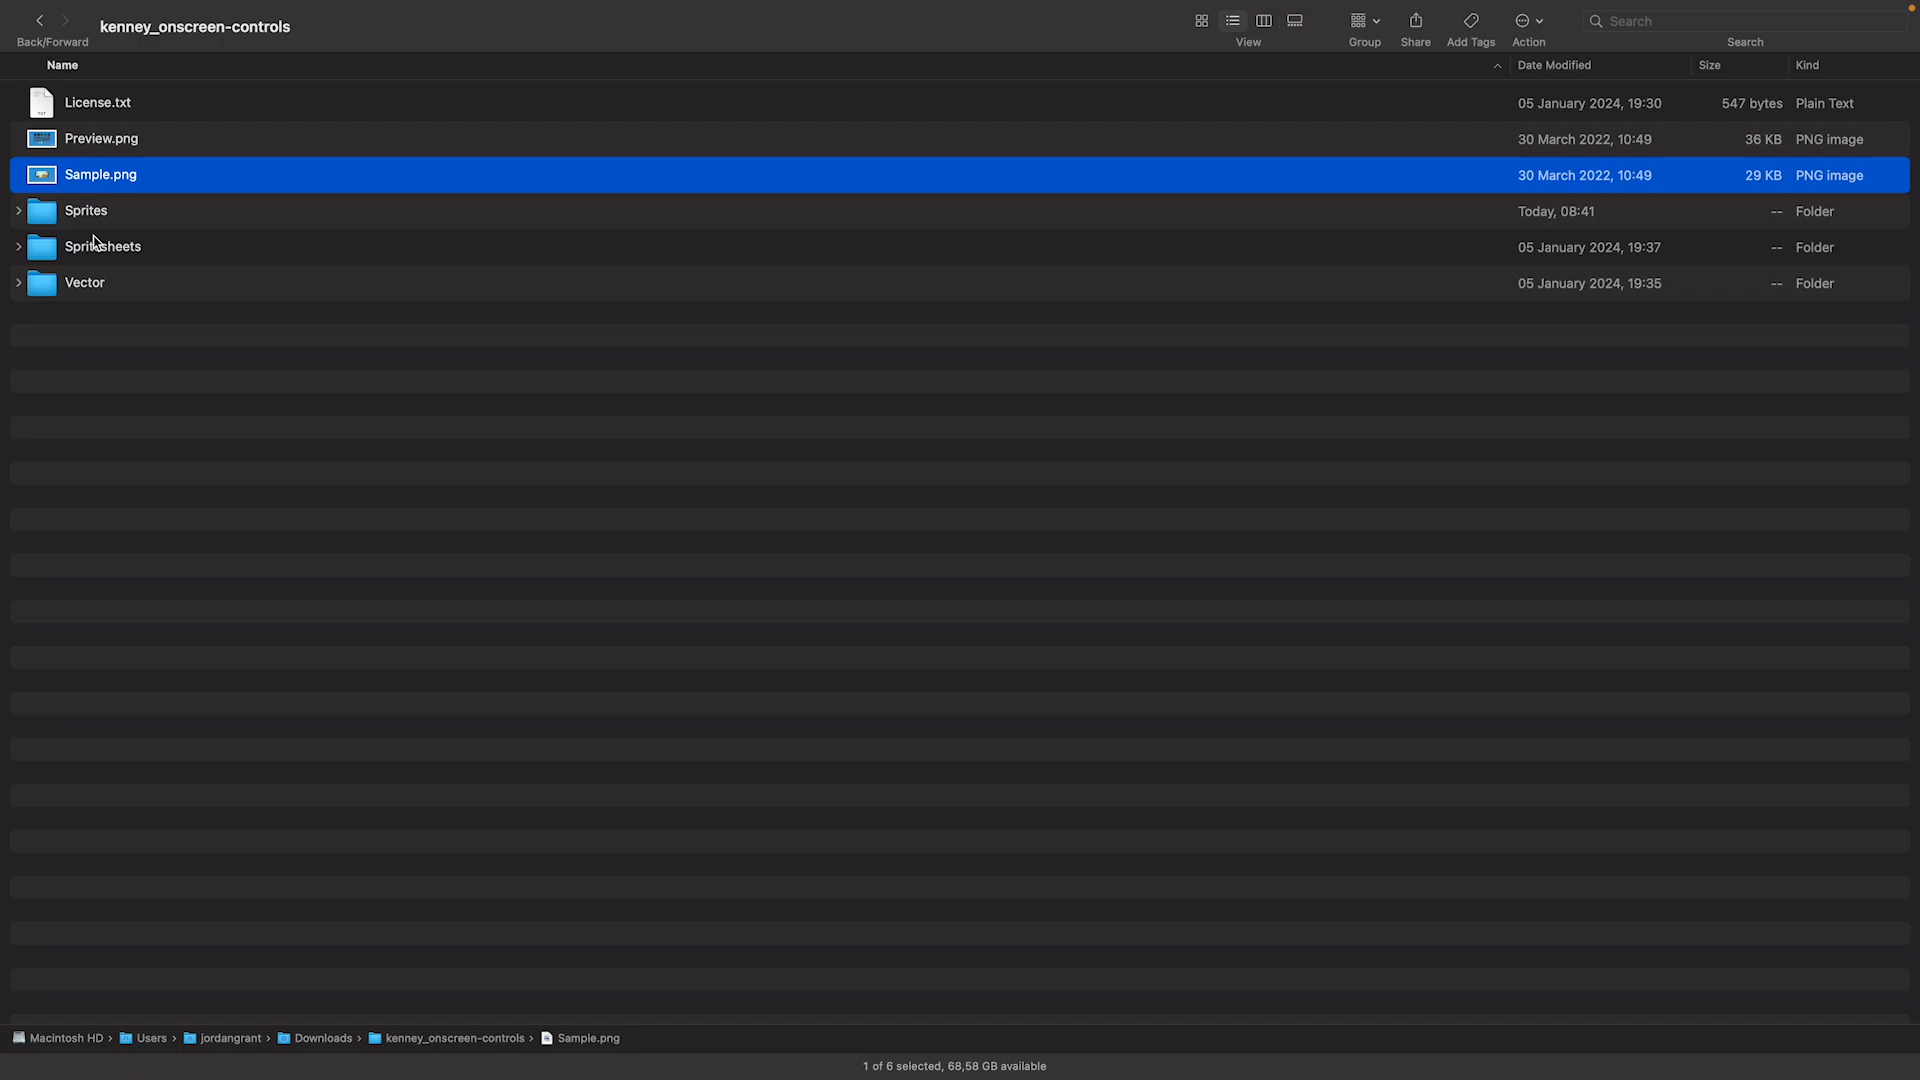 kenney_onscreen-controls
Back/Forward
View
Group
Share
Add Tags
Action
Search
Search
Name
Date Modified
Size
Kind
License.txt
05 January 2024, 19:30
547 bytes
Plain Text
Preview.png
30 March 2022, 10:49
36 KB
PNG image
Sample.png
30 March 2022, 10:49
29 KB
PNG image
Sprites
Today, 08:41
--
Folder
Spritesheets
05 January 2024, 19:37
--
Folder
Vector
05 January 2024, 19:35
--
Folder
Macintosh HD › Users › jordangrant › Downloads › kenney_onscreen-controls › Sample.png
1 of 6 selected, 68,58 GB available